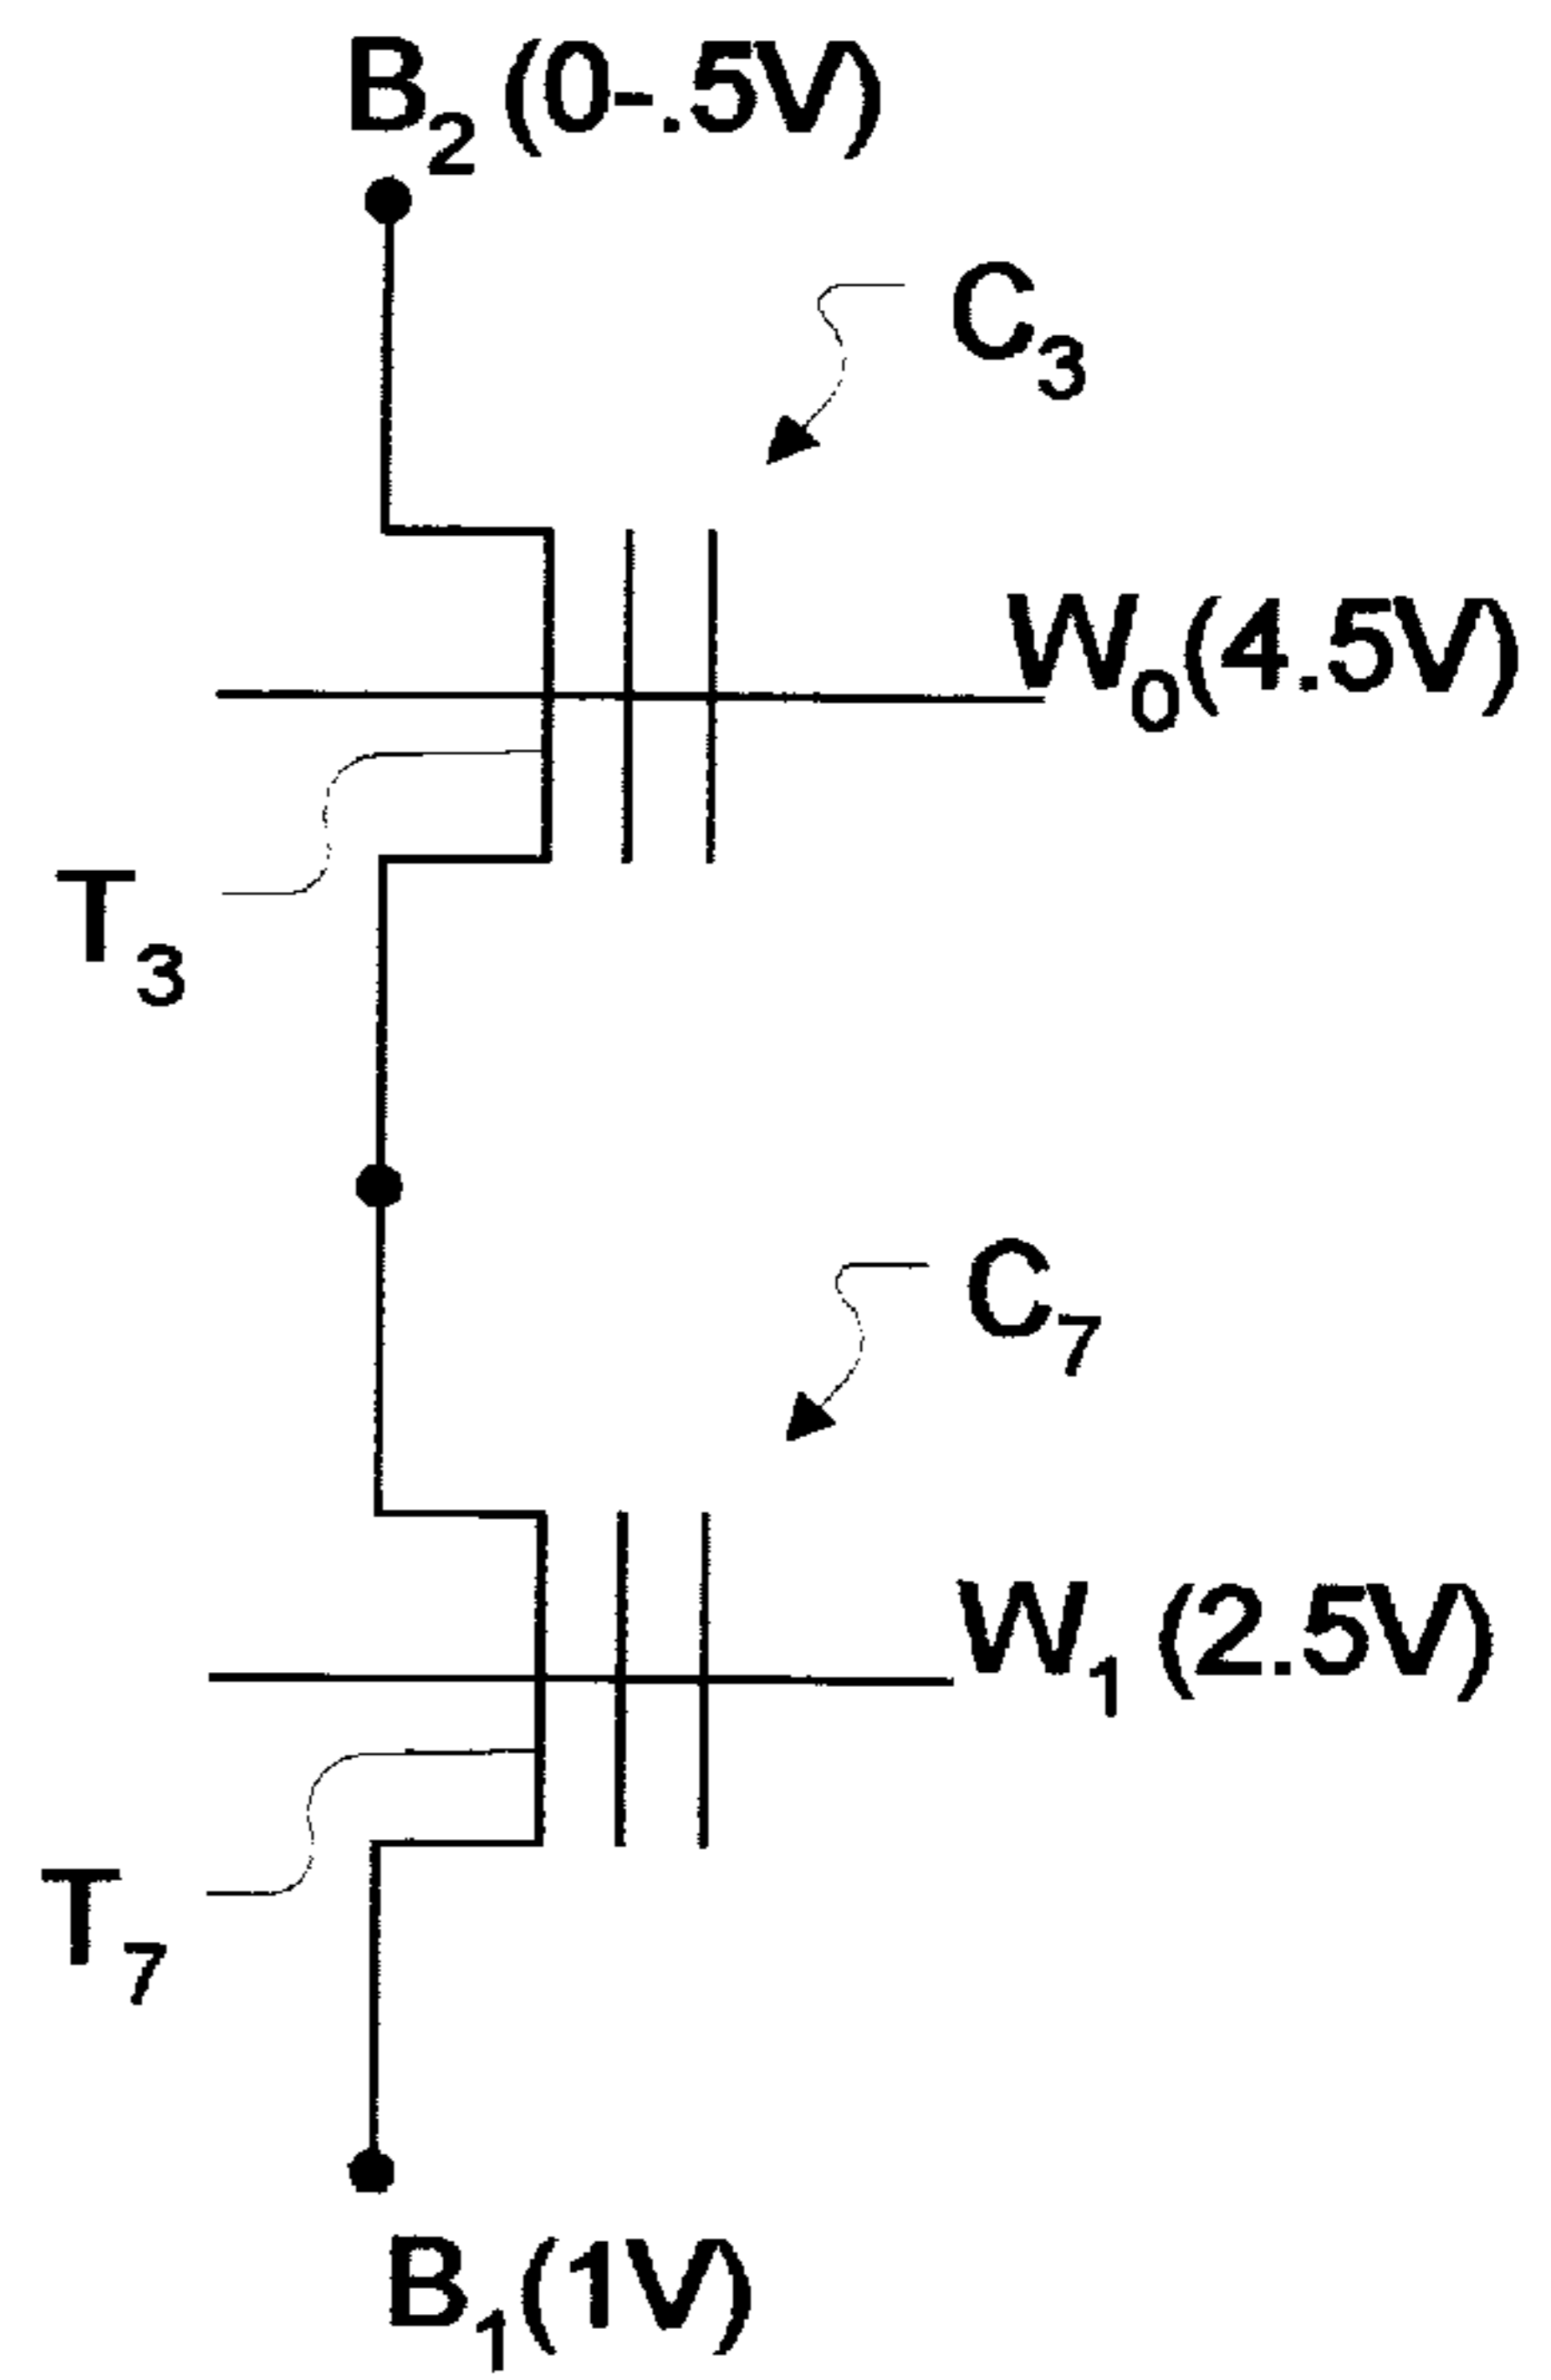 B₂ (0-.5V)
C₃
W₀(4.5V)
T₃
C₇
W₁ (2.5V)
T₇
B₁(1V)